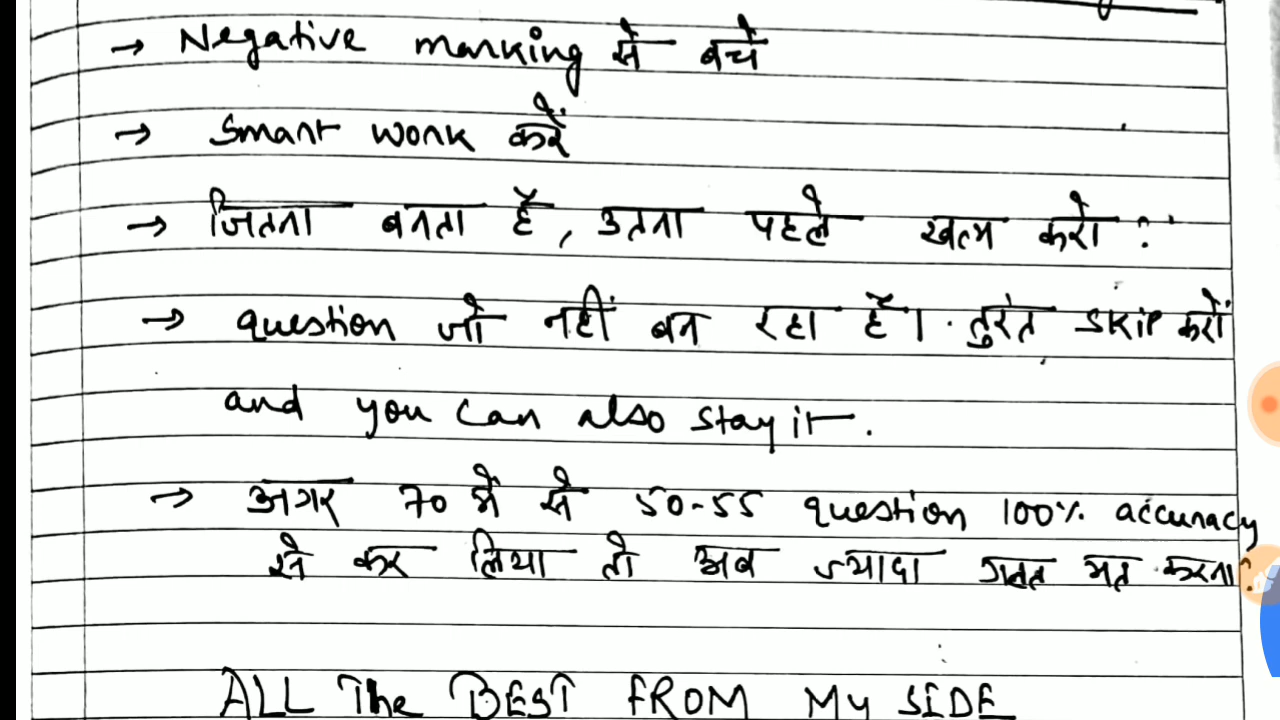 → Negative marking से बचे
→ Smart work करें
→ जितना बनता है, उतना पहले खत्म करो :
→ question जो नहीं बन रहा है। तुरंत skip करों
and you can also stay it.
→ अगर 70 में से 50-55 question 100% accuracy
से कर लिया तो अब ज्यादा गलत मत करना:
ALL The BEST FROM My SIDE